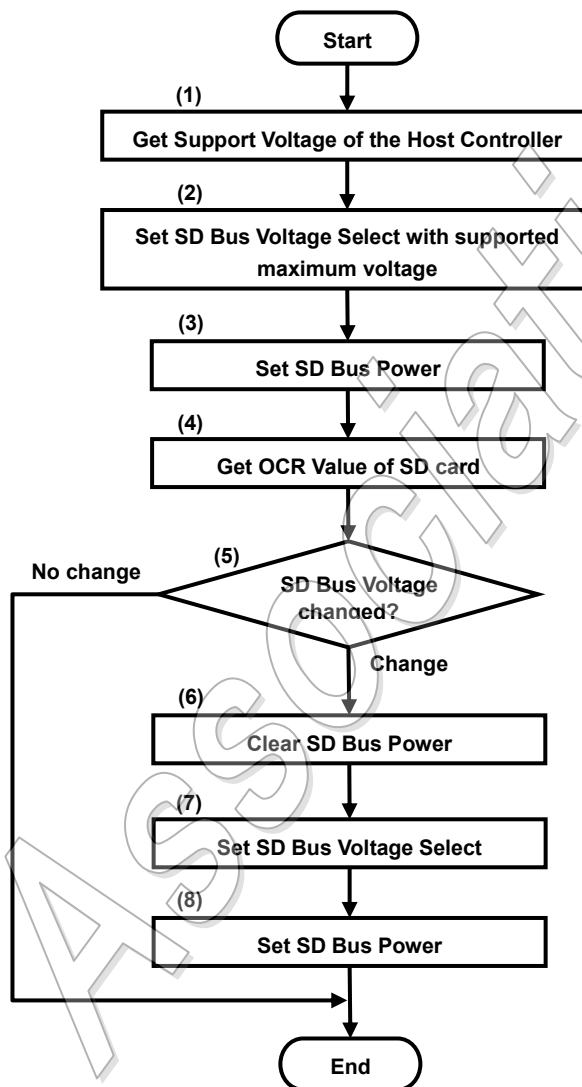 Start
(1)
Get Support Voltage of the Host Controller
(2)
Set SD Bus Voltage Select with supported
maximum voltage
(3)
Set SD Bus Power
(4)
Get OCR Value of SD card
(5)
No change
SD Bus Voltage
changed?
Change
(6)
Clear SD Bus Power
(7)
Set SD Bus Voltage Select
(8)
Set SD Bus Power
End
Associati